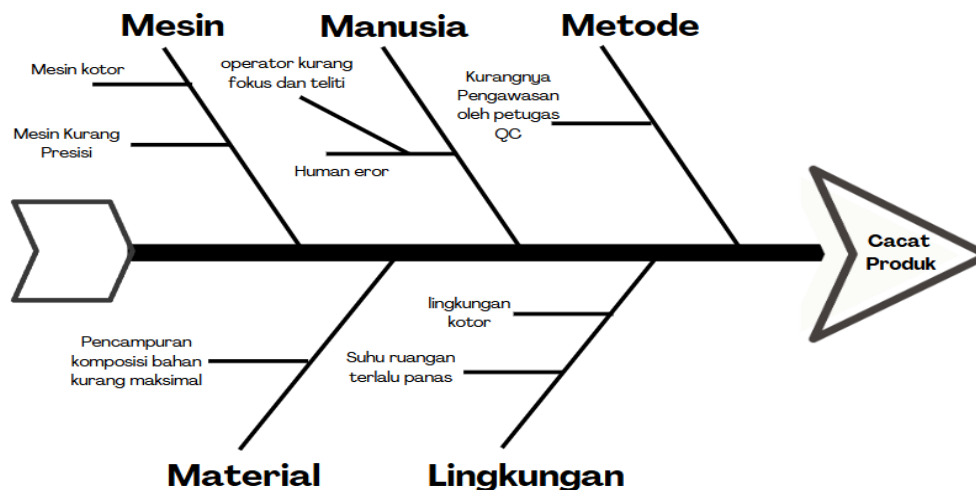 Mesin
Manusia
Metode
Mesin kotor
Mesin Kurang
Presisi
operator kurang
fokus dan teliti
Human eror
Kurangnya
Pengawasan
oleh petugas
QC
Cacat
Produk
Pencampuran
komposisi bahan
kurang maksimal
lingkungan
kotor
Suhu ruangan
terlalu panas
Material
Lingkungan